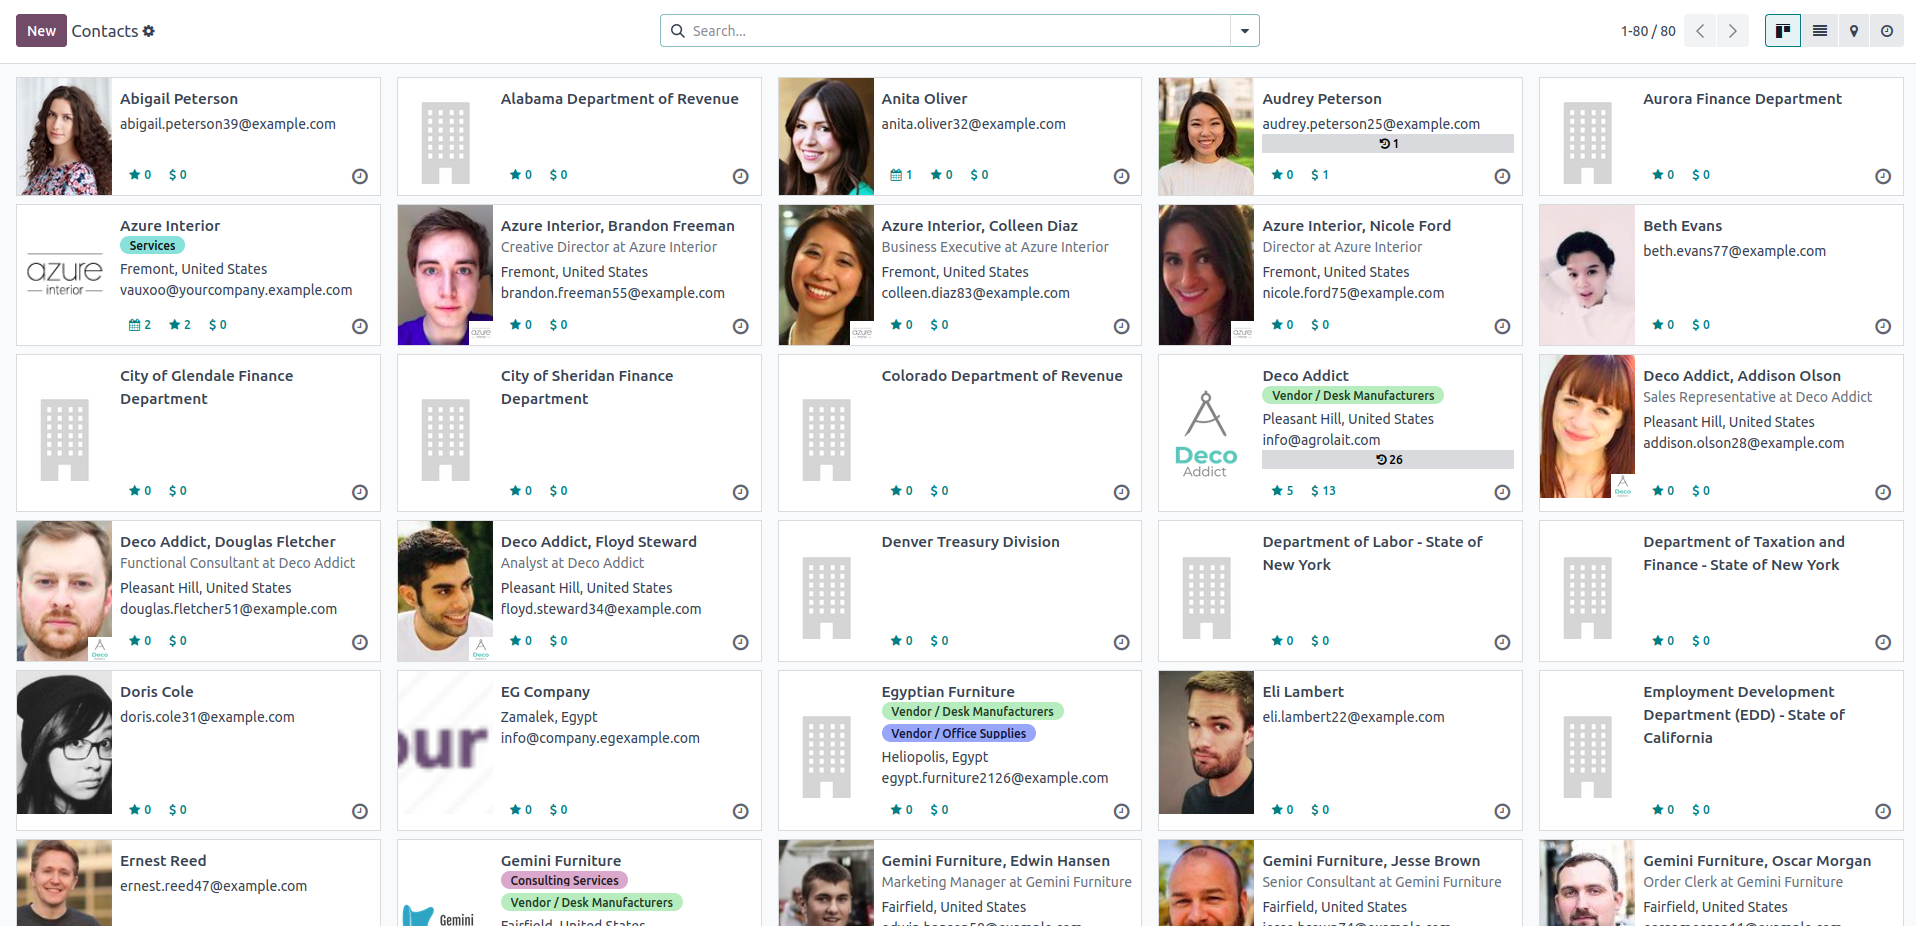 New Contacts
Search...
1-80 / 80
Abigail Peterson
abigail.peterson39@example.com
0 $ 0
Alabama Department of Revenue
0 $ 0
Anita Oliver
anita.oliver32@example.com
1 0 $ 0
Audrey Peterson
audrey.peterson25@example.com
1
0 $ 1
Aurora Finance Department
0 $ 0
azure
interior
Azure Interior
Services
Fremont, United States
vauxoo@yourcompany.example.com
2 2 $ 0
Azure Interior, Brandon Freeman
Creative Director at Azure Interior
Fremont, United States
brandon.freeman55@example.com
0 $ 0
azure
Azure Interior, Colleen Diaz
Business Executive at Azure Interior
Fremont, United States
colleen.diaz83@example.com
0 $ 0
azure
Azure Interior, Nicole Ford
Director at Azure Interior
Fremont, United States
nicole.ford75@example.com
0 $ 0
azure
Beth Evans
beth.evans77@example.com
0 $ 0
City of Glendale Finance
Department
0 $ 0
City of Sheridan Finance
Department
0 $ 0
Colorado Department of Revenue
0 $ 0
Deco
Addict
Deco Addict
Vendor / Desk Manufacturers
Pleasant Hill, United States
info@agrolait.com
26
5 $ 13
Deco Addict, Addison Olson
Sales Representative at Deco Addict
Pleasant Hill, United States
addison.olson28@example.com
0 $ 0
Deco
Deco Addict, Douglas Fletcher
Functional Consultant at Deco Addict
Pleasant Hill, United States
douglas.fletcher51@example.com
0 $ 0
Deco
Deco Addict, Floyd Steward
Analyst at Deco Addict
Pleasant Hill, United States
floyd.steward34@example.com
0 $ 0
Deco
Denver Treasury Division
0 $ 0
Department of Labor - State of
New York
0 $ 0
Department of Taxation and
Finance - State of New York
0 $ 0
Doris Cole
doris.cole31@example.com
0 $ 0
our
EG Company
Zamalek, Egypt
info@company.egexample.com
0 $ 0
Egyptian Furniture
Vendor / Desk Manufacturers
Vendor / Office Supplies
Heliopolis, Egypt
egypt.furniture2126@example.com
0 $ 0
Eli Lambert
eli.lambert22@example.com
0 $ 0
Employment Development
Department (EDD) - State of
California
0 $ 0
Ernest Reed
ernest.reed47@example.com
Gemini
Gemini Furniture
Consulting Services
Vendor / Desk Manufacturers
Fairfield, United States
Gemini Furniture, Edwin Hansen
Marketing Manager at Gemini Furniture
Fairfield, United States
Gemini Furniture, Jesse Brown
Senior Consultant at Gemini Furniture
Fairfield, United States
Gemini Furniture, Oscar Morgan
Order Clerk at Gemini Furniture
Fairfield, United States